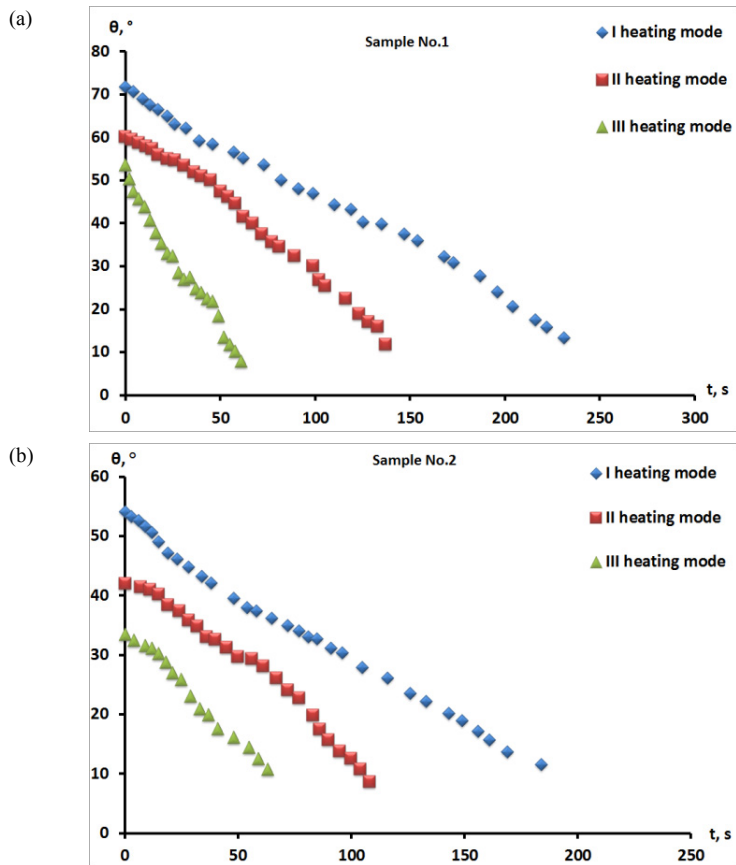 (a)
θ, °
Sample No.1
I heating mode
II heating mode
III heating mode
80
70
60
50
40
30
20
10
0
t, s
0 50 100 150 200 250 300
(b)
θ, °
Sample No.2
I heating mode
II heating mode
III heating mode
60
50
40
30
20
10
0
t, s
0 50 100 150 200 250